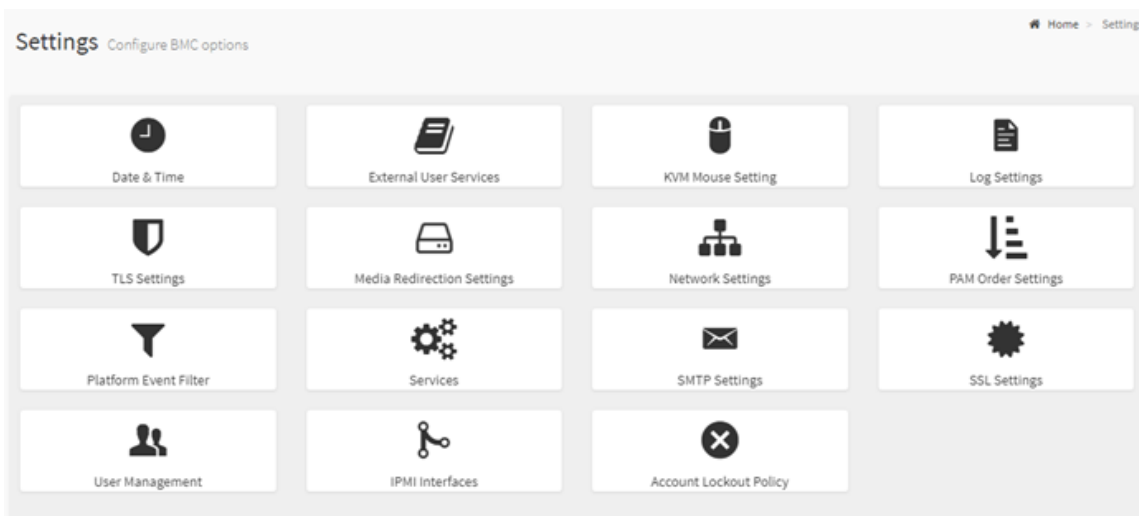 Home > Setting
Settings Configure BMC options
Date & Time
External User Services
KVM Mouse Setting
Log Settings
TLS Settings
Media Redirection Settings
Network Settings
PAM Order Settings
Platform Event Filter
Services
SMTP Settings
SSL Settings
User Management
IPMI Interfaces
Account Lockout Policy